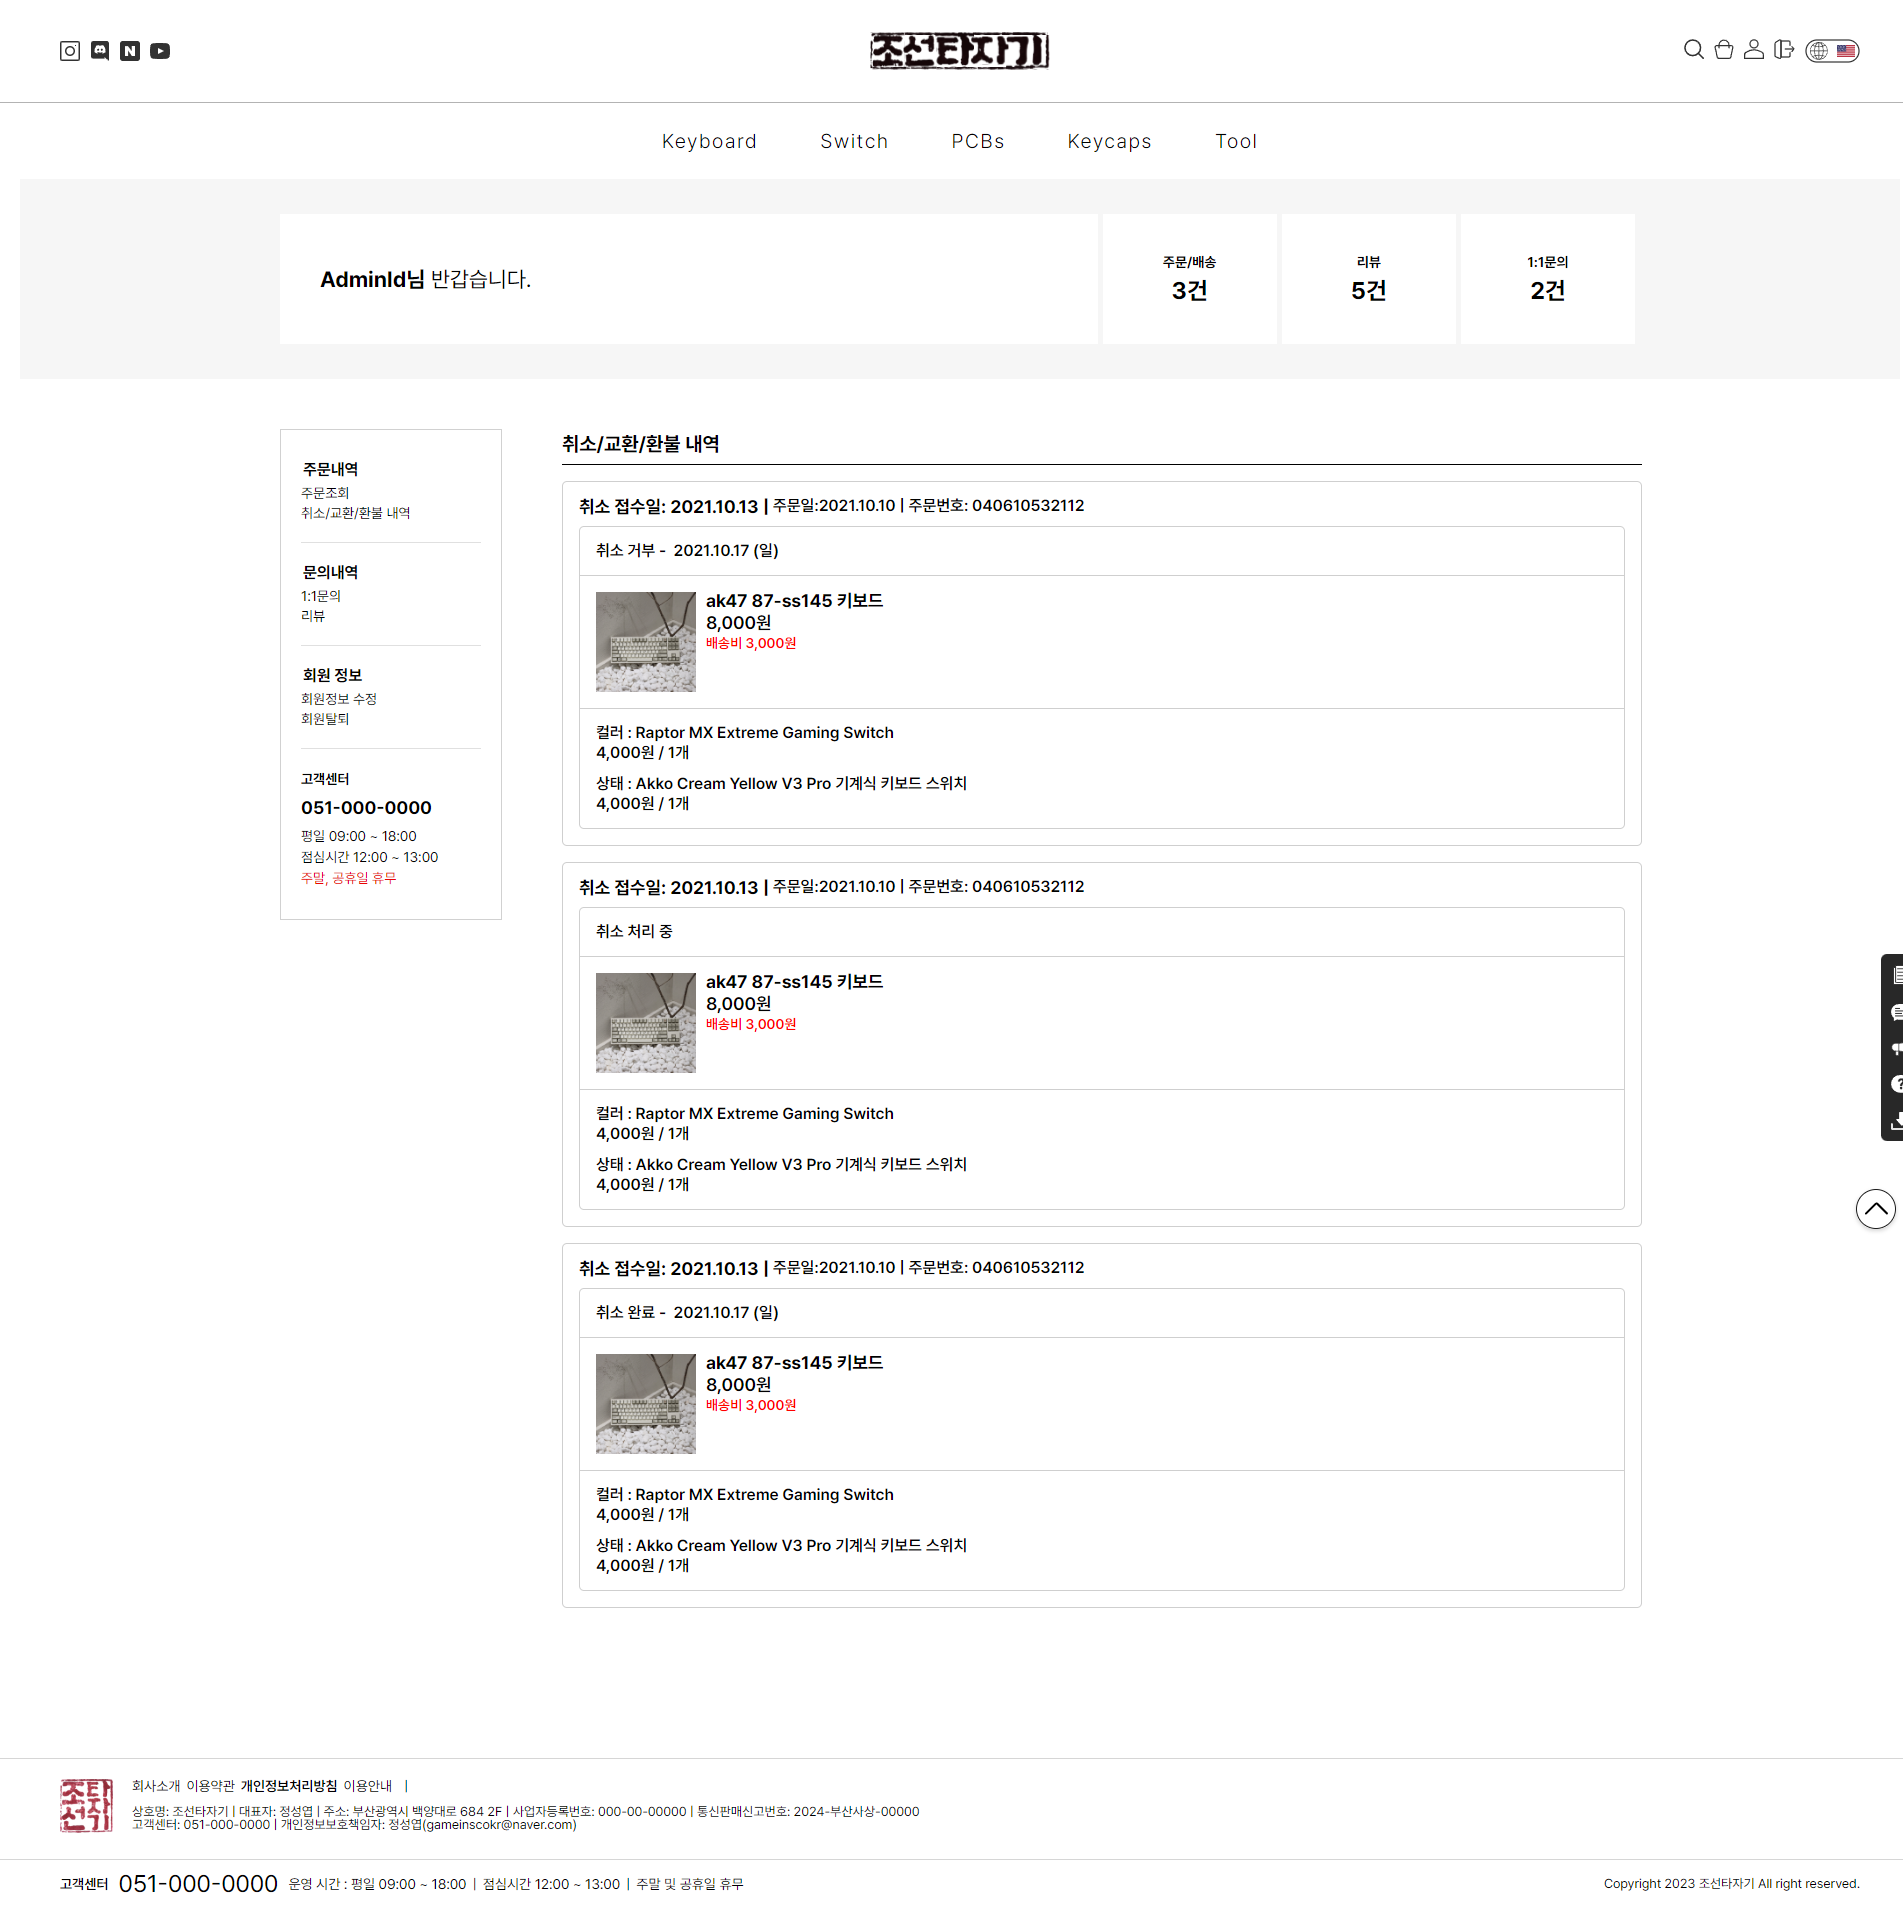 조선타자기
Keyboard Switch PCBs Keycaps Tool
AdminId님 반갑습니다.
주문/배송
3건
리뷰
5건
1:1문의
2건
주문내역
주문조회
취소/교환/환불 내역
문의내역
1:1문의
리뷰
회원 정보
회원정보 수정
회원탈퇴
고객센터
051-000-0000
평일 09:00 ~ 18:00
점심시간 12:00 ~ 13:00
주말, 공휴일 휴무
취소/교환/환불 내역
취소 접수일: 2021.10.13 | 주문일:2021.10.10 | 주문번호: 040610532112
취소 거부 - 2021.10.17 (일)
ak47 87-ss145 키보드
8,000원
배송비 3,000원
컬러 : Raptor MX Extreme Gaming Switch
4,000원 / 1개
상태 : Akko Cream Yellow V3 Pro 기계식 키보드 스위치
4,000원 / 1개
취소 접수일: 2021.10.13 | 주문일:2021.10.10 | 주문번호: 040610532112
취소 처리 중
ak47 87-ss145 키보드
8,000원
배송비 3,000원
컬러 : Raptor MX Extreme Gaming Switch
4,000원 / 1개
상태 : Akko Cream Yellow V3 Pro 기계식 키보드 스위치
4,000원 / 1개
취소 접수일: 2021.10.13 | 주문일:2021.10.10 | 주문번호: 040610532112
취소 완료 - 2021.10.17 (일)
ak47 87-ss145 키보드
8,000원
배송비 3,000원
컬러 : Raptor MX Extreme Gaming Switch
4,000원 / 1개
상태 : Akko Cream Yellow V3 Pro 기계식 키보드 스위치
4,000원 / 1개
조선타자기
회사소개 이용약관 개인정보처리방침 이용안내 |
상호명: 조선타자기 | 대표자: 정성엽 | 주소: 부산광역시 백양대로 684 2F | 사업자등록번호: 000-00-00000 | 통신판매신고번호: 2024-부산사상-00000
고객센터: 051-000-0000 | 개인정보보호책임자: 정성엽(gameinscokr@naver.com)
고객센터 051-000-0000 운영 시간 : 평일 09:00 ~ 18:00 | 점심시간 12:00 ~ 13:00 | 주말 및 공휴일 휴무
Copyright 2023 조선타자기 All right reserved.